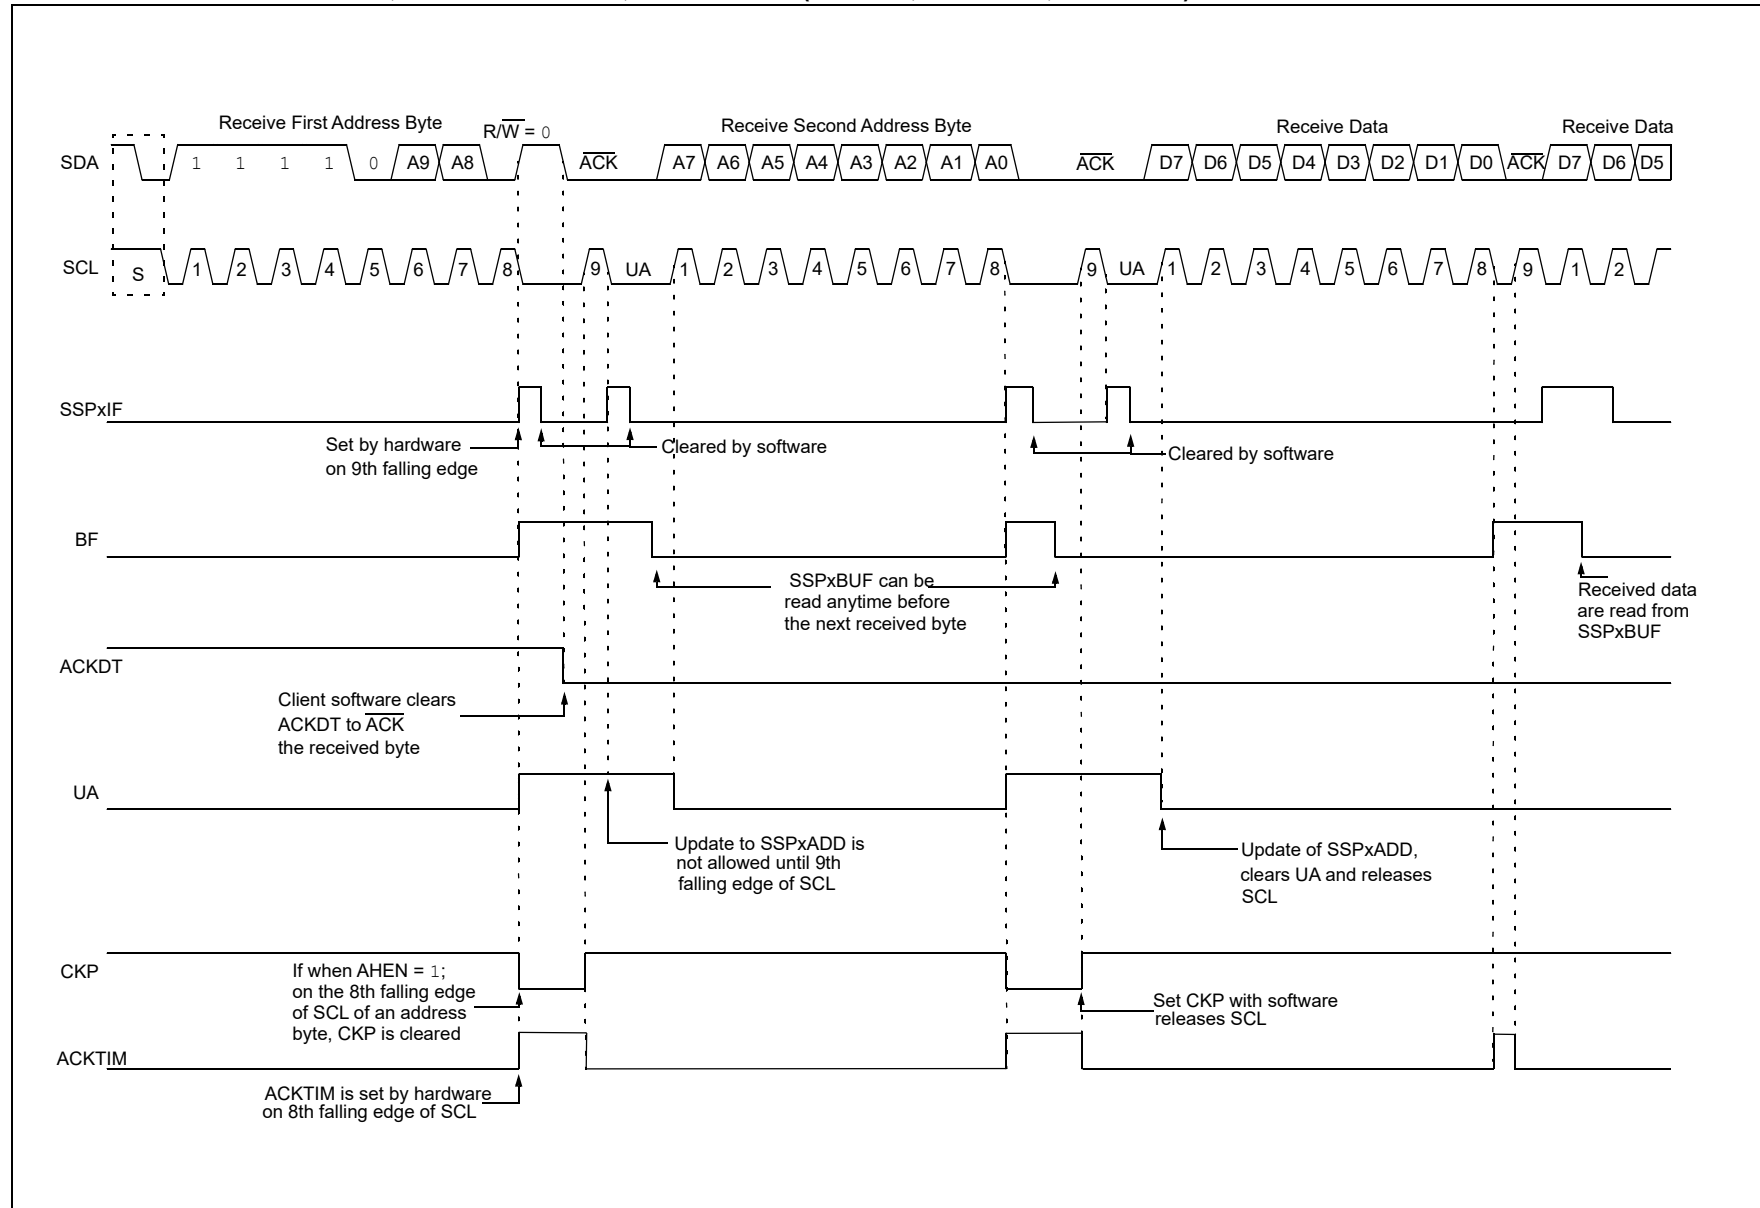 Receive First Address Byte
R/W = 0
Receive Second Address Byte
Receive Data
Receive Data
SDA
1 1 1 1 0 A9 A8 ACK A7 A6 A5 A4 A3 A2 A1 A0 ACK D7 D6 D5 D4 D3 D2 D1 D0 ACK D7 D6 D5
SCL
S 1 2 3 4 5 6 7 8 9 UA 1 2 3 4 5 6 7 8 9 UA 1 2 3 4 5 6 7 8 9 1 2
SSPxIF
Set by hardware
on 9th falling edge
Cleared by software
Cleared by software
BF
SSPxBUF can be
read anytime before
the next received byte
Received data
are read from
SSPxBUF
ACKDT
Client software clears
ACKDT to ACK
the received byte
UA
Update to SSPxADD is
not allowed until 9th
falling edge of SCL
Update of SSPxADD,
clears UA and releases
SCL
CKP
If when AHEN = 1;
on the 8th falling edge
of SCL of an address
byte, CKP is cleared
Set CKP with software
releases SCL
ACKTIM
ACKTIM is set by hardware
on 8th falling edge of SCL